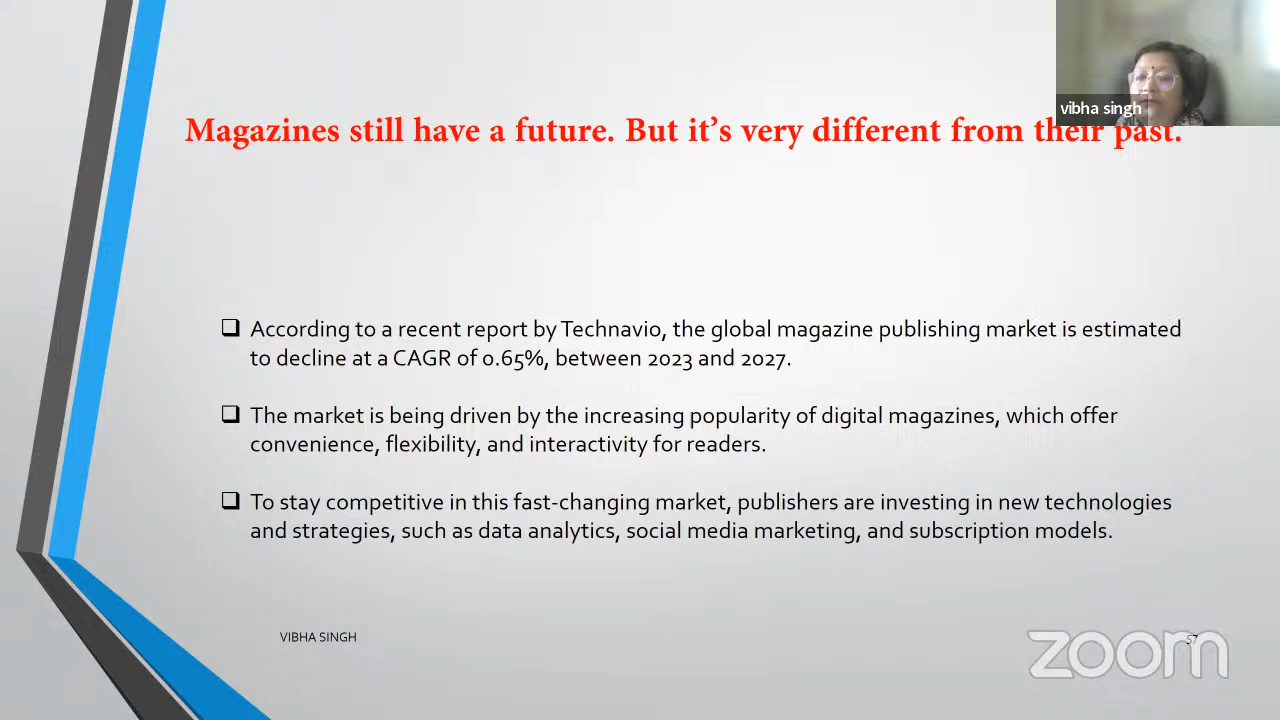 vibha singh
Magazines still have a future. But it's very different from their past.
According to a recent report by Technavio, the global magazine publishing market is estimated
to decline at a CAGR of 0.65%, between 2023 and 2027.
The market is being driven by the increasing popularity of digital magazines, which offer
convenience, flexibility, and interactivity for readers.
To stay competitive in this fast-changing market, publishers are investing in new technologies
and strategies, such as data analytics, social media marketing, and subscription models.
VIBHA SINGH
57
zoom